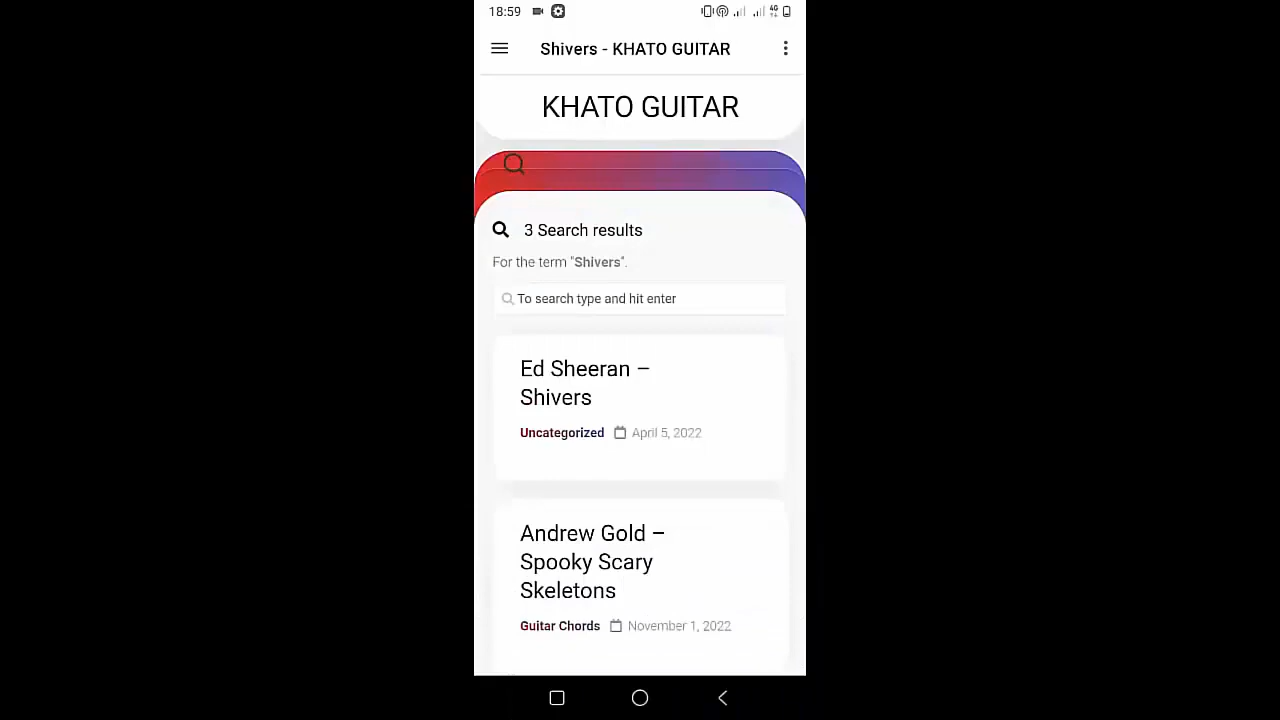 18:59
4G
Shivers - KHATO GUITAR
KHATO GUITAR
3 Search results
For the term "Shivers".
To search type and hit enter
Ed Sheeran –
Shivers
Uncategorized April 5, 2022
Andrew Gold –
Spooky Scary
Skeletons
Guitar Chords November 1, 2022